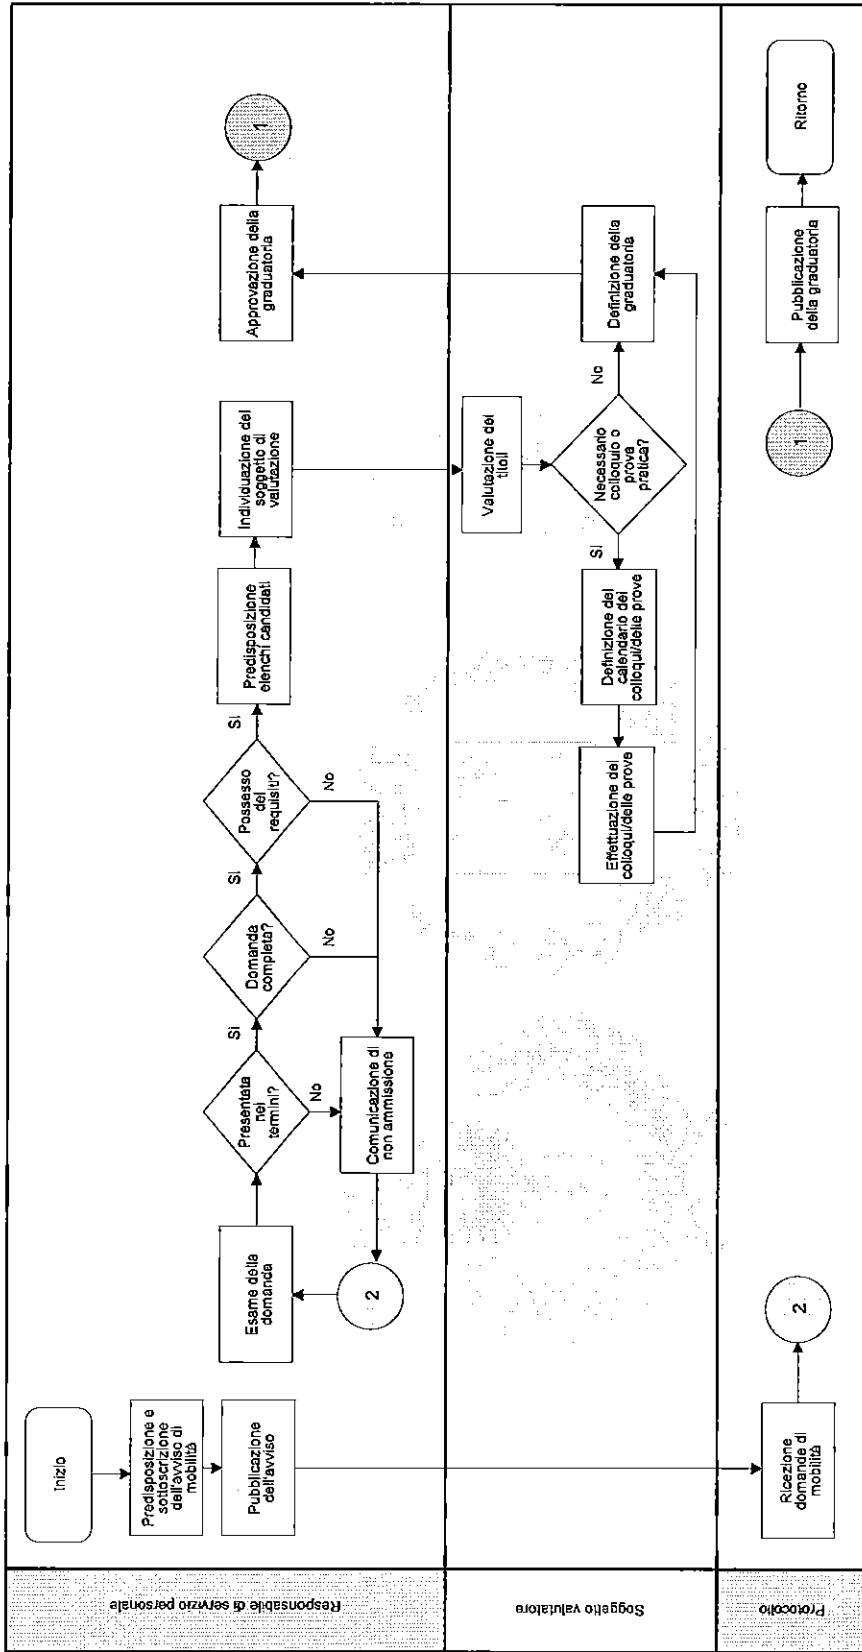 Responsabile di servizio personale
Inizio
Predisposizione e
sottoscrizione
dell'avviso di
mobilità
Pubblicazione
dell'avviso
Esame della
domanda
2
Presentata
nei
termini?
Si
No
Domanda
completa?
Si
No
Possesso
dei
requisiti?
Si
No
Comunicazione di
non ammissione
Predisposizione
elenchi candidati
Individuazione del
soggetto di
valutazione
Approvazione della
graduatoria
1
Soggetto valutatore
Valutazione dei
titoli
Necessario
colloquio o
prova
pratica?
Si
No
Definizione del
calendario dei
colloqui/delle prove
Effettuazione dei
colloqui/delle prove
Definizione della
graduatoria
Protocollo
Ricezione
domande di
mobilità
2
1
Pubblicazione
della graduatoria
Ritorno